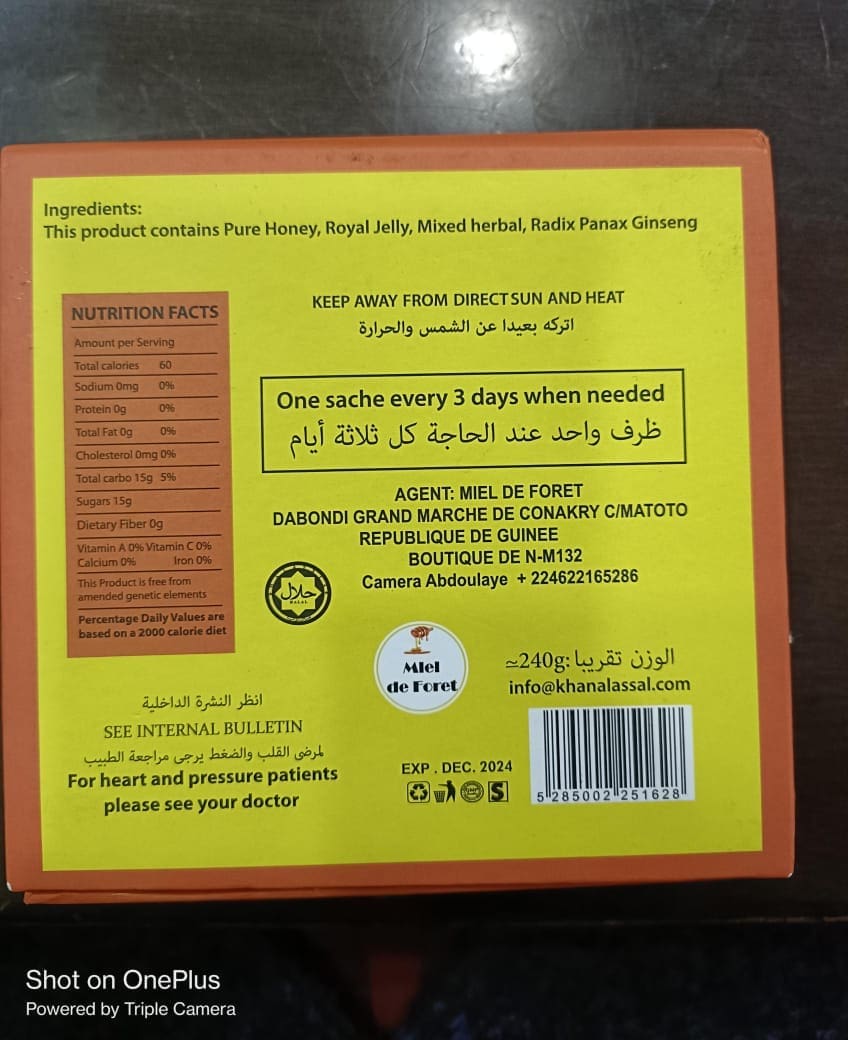 Ingredients:
This product contains Pure Honey, Royal Jelly, Mixed herbal, Radix Panax Ginseng
NUTRITION FACTS
Amount per Serving
Total calories 60
Sodium 0mg 0%
Protein 0g 0%
Total Fat 0g 0%
Cholesterol 0mg 0%
Total carbo 15g 5%
Sugars 15g
Dietary Fiber 0g
Vitamin A 0% Vitamin C 0%
Calcium 0% Iron 0%
This Product is free from
amended genetic elements
Percentage Daily Values are
based on a 2000 calorie diet
KEEP AWAY FROM DIRECT SUN AND HEAT
اتركه بعيدا عن الشمس والحرارة
One sache every 3 days when needed
ظرف واحد عند الحاجة كل ثلاثة أيام
AGENT: MIEL DE FORET
DABONDI GRAND MARCHE DE CONAKRY C/MATOTO
REPUBLIQUE DE GUINEE
BOUTIQUE DE N-M132
Camera Abdoulaye + 224622165286
حلال
HALAL
Miel
de Foret
الوزن تقريبا: 240g≃
info@khanalassal.com
انظر النشرة الداخلية
SEE INTERNAL BULLETIN
لمرضى القلب والضغط يرجى مراجعة الطبيب
For heart and pressure patients
please see your doctor
EXP . DEC. 2024
S
5 285002 251628
Shot on OnePlus
Powered by Triple Camera